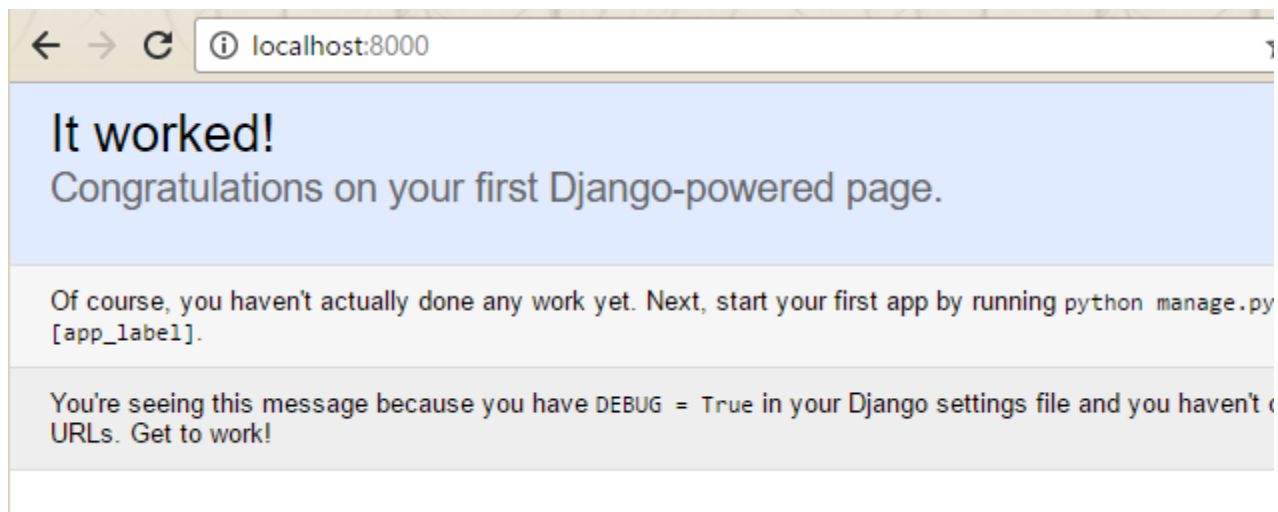 localhost:8000
It worked!
Congratulations on your first Django-powered page.
Of course, you haven't actually done any work yet. Next, start your first app by running python manage.py
[app_label].
You're seeing this message because you have DEBUG = True in your Django settings file and you haven't
URLs. Get to work!